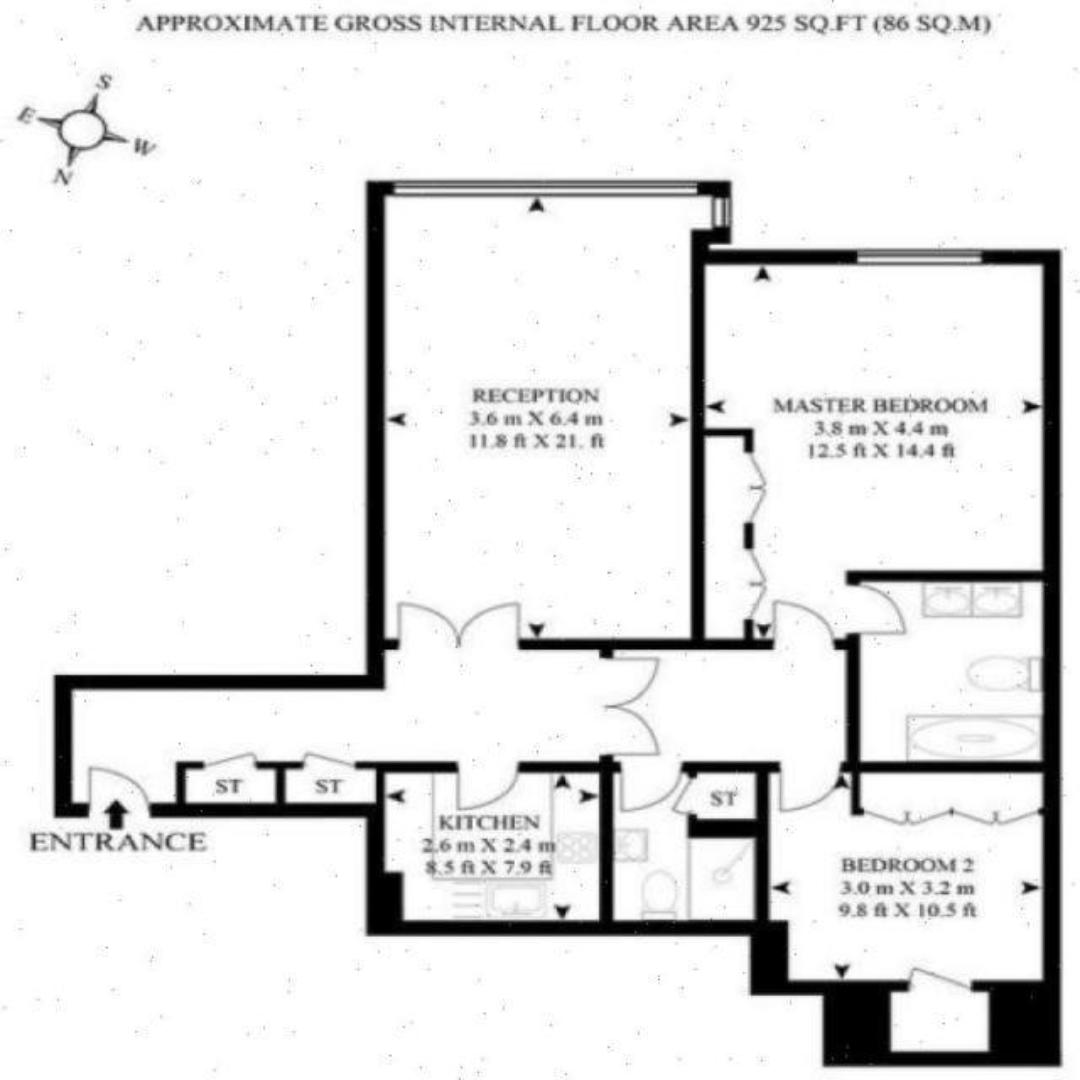 APPROXIMATE GROSS INTERNAL FLOOR AREA 925 SQ.FT (86 SQ.M)
S
E
W
N
RECEPTION
3.6 m X 6.4 m
11.8 ft X 21. ft
MASTER BEDROOM
3.8 m X 4.4 m
12.5 ft X 14.4 ft
ST
ST
ST
ENTRANCE
KITCHEN
2.6 m X 2.4 m
8.5 ft X 7.9 ft
BEDROOM 2
3.0 m X 3.2 m
9.8 ft X 10.5 ft